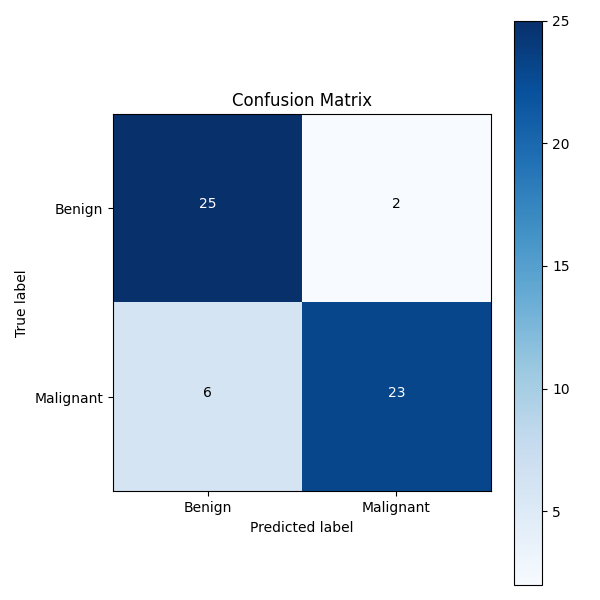 Confusion Matrix
True label
Benign
Malignant
25
2
6
23
Benign
Malignant
Predicted label
25
20
15
10
5